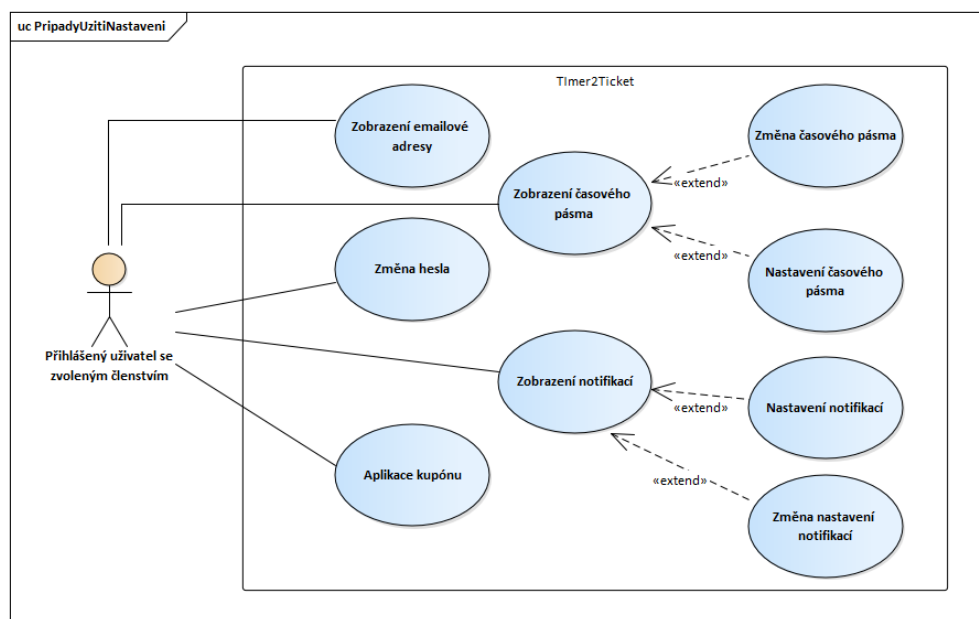 uc PripadyUzitiNastaveni
TImer2Ticket
Zobrazení emailové
adresy
Změna časového pásma
Zobrazení časového
pásma
«extend»
«extend»
Nastavení časového
pásma
Změna hesla
Přihlášený uživatel se
zvoleným členstvím
Zobrazení notifikací
Nastavení notifikací
«extend»
«extend»
Aplikace kupónu
Změna nastavení
notifikací